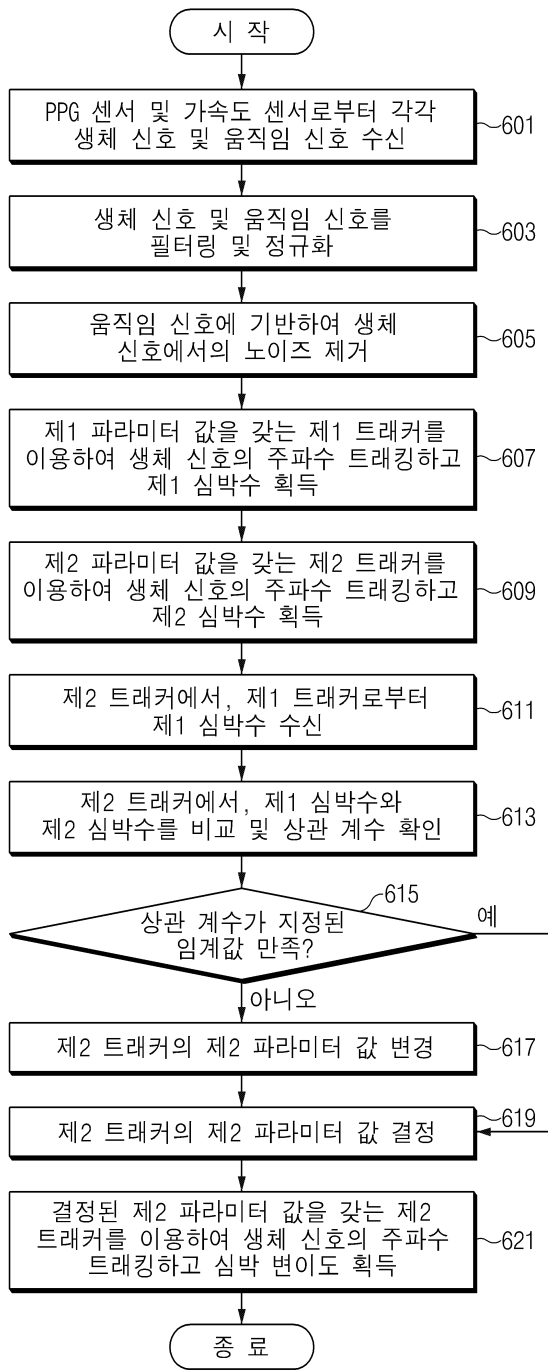 시 작
PPG 센서 및 가속도 센서로부터 각각
생체 신호 및 움직임 신호 수신
601
생체 신호 및 움직임 신호를
필터링 및 정규화
603
움직임 신호에 기반하여 생체
신호에서의 노이즈 제거
605
제1 파라미터 값을 갖는 제1 트래커를
이용하여 생체 신호의 주파수 트래킹하고
제1 심박수 획득
607
제2 파라미터 값을 갖는 제2 트래커를
이용하여 생체 신호의 주파수 트래킹하고
제2 심박수 획득
609
제2 트래커에서, 제1 트래커로부터
제1 심박수 수신
611
제2 트래커에서, 제1 심박수와
제2 심박수를 비교 및 상관 계수 확인
613
615
상관 계수가 지정된
임계값 만족?
예
아니오
제2 트래커의 제2 파라미터 값 변경
617
제2 트래커의 제2 파라미터 값 결정
619
결정된 제2 파라미터 값을 갖는 제2
트래커를 이용하여 생체 신호의 주파수
트래킹하고 심박 변이도 획득
621
종 료